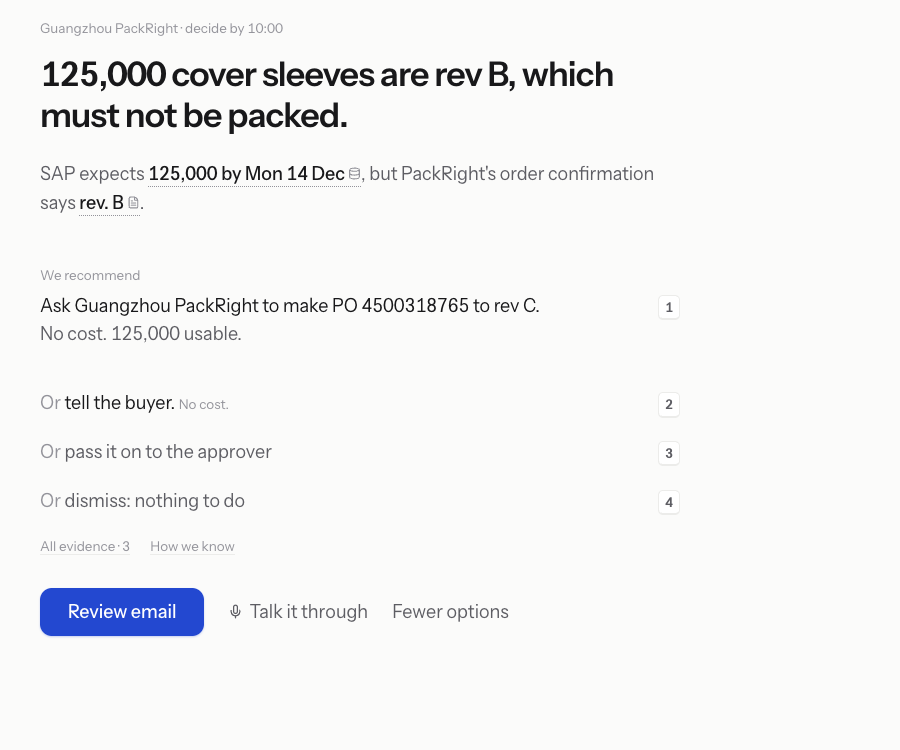 Guangzhou PackRight · decide by 10:00
125,000 cover sleeves are rev B, which
must not be packed.
SAP expects 125,000 by Mon 14 Dec, but PackRight's order confirmation
says rev. B.
We recommend
Ask Guangzhou PackRight to make PO 4500318765 to rev C.
1
No cost. 125,000 usable.
Or tell the buyer. No cost.
2
Or pass it on to the approver
3
Or dismiss: nothing to do
4
All evidence · 3 How we know
Review email Talk it through Fewer options